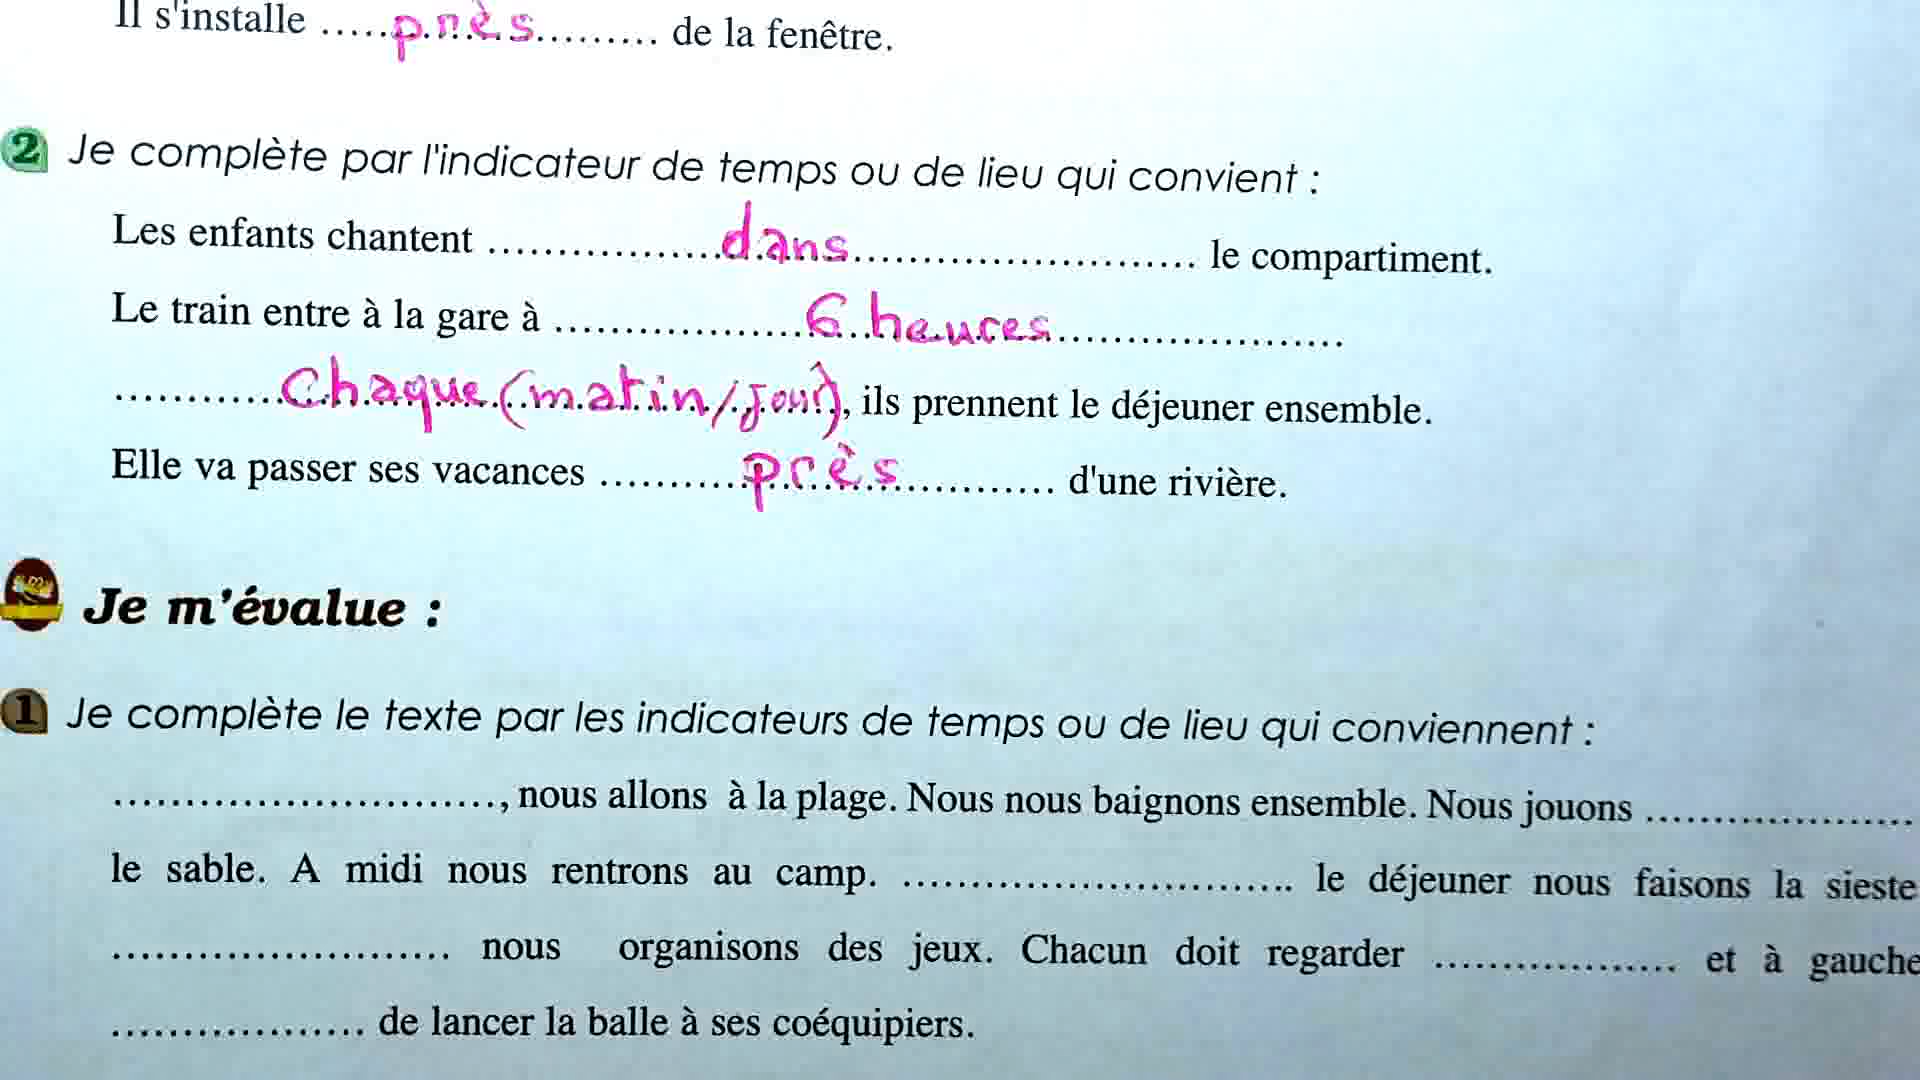 Il s'installe .....près......... de la fenêtre.
2 Je complète par l'indicateur de temps ou de lieu qui convient :
Les enfants chantent ..................dans............................. le compartiment.
Le train entre à la gare à ..................6 heures........................
..............Chaque (matin/jour), ils prennent le déjeuner ensemble.
Elle va passer ses vacances ............près............. d'une rivière.
Je m'évalue :
1 Je complète le texte par les indicateurs de temps ou de lieu qui conviennent :
..........................., nous allons à la plage. Nous nous baignons ensemble. Nous jouons ....................
le sable. A midi nous rentrons au camp. ............................ le déjeuner nous faisons la sieste
........................ nous organisons des jeux. Chacun doit regarder .................. et à gauche
.................. de lancer la balle à ses coéquipiers.